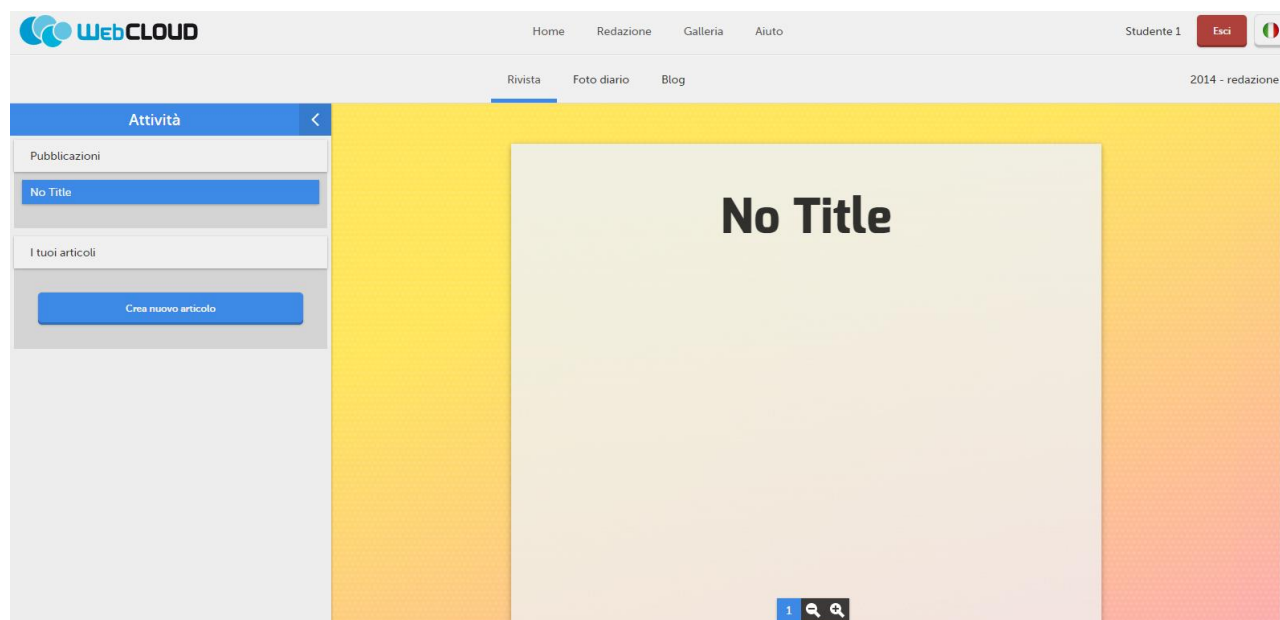 WebCLOUD
Home Redazione Galleria Aiuto
Studente 1 Esci
Rivista Foto diario Blog
2014 - redazione
Attività
Pubblicazioni
No Title
I tuoi articoli
Crea nuovo articolo
No Title
1